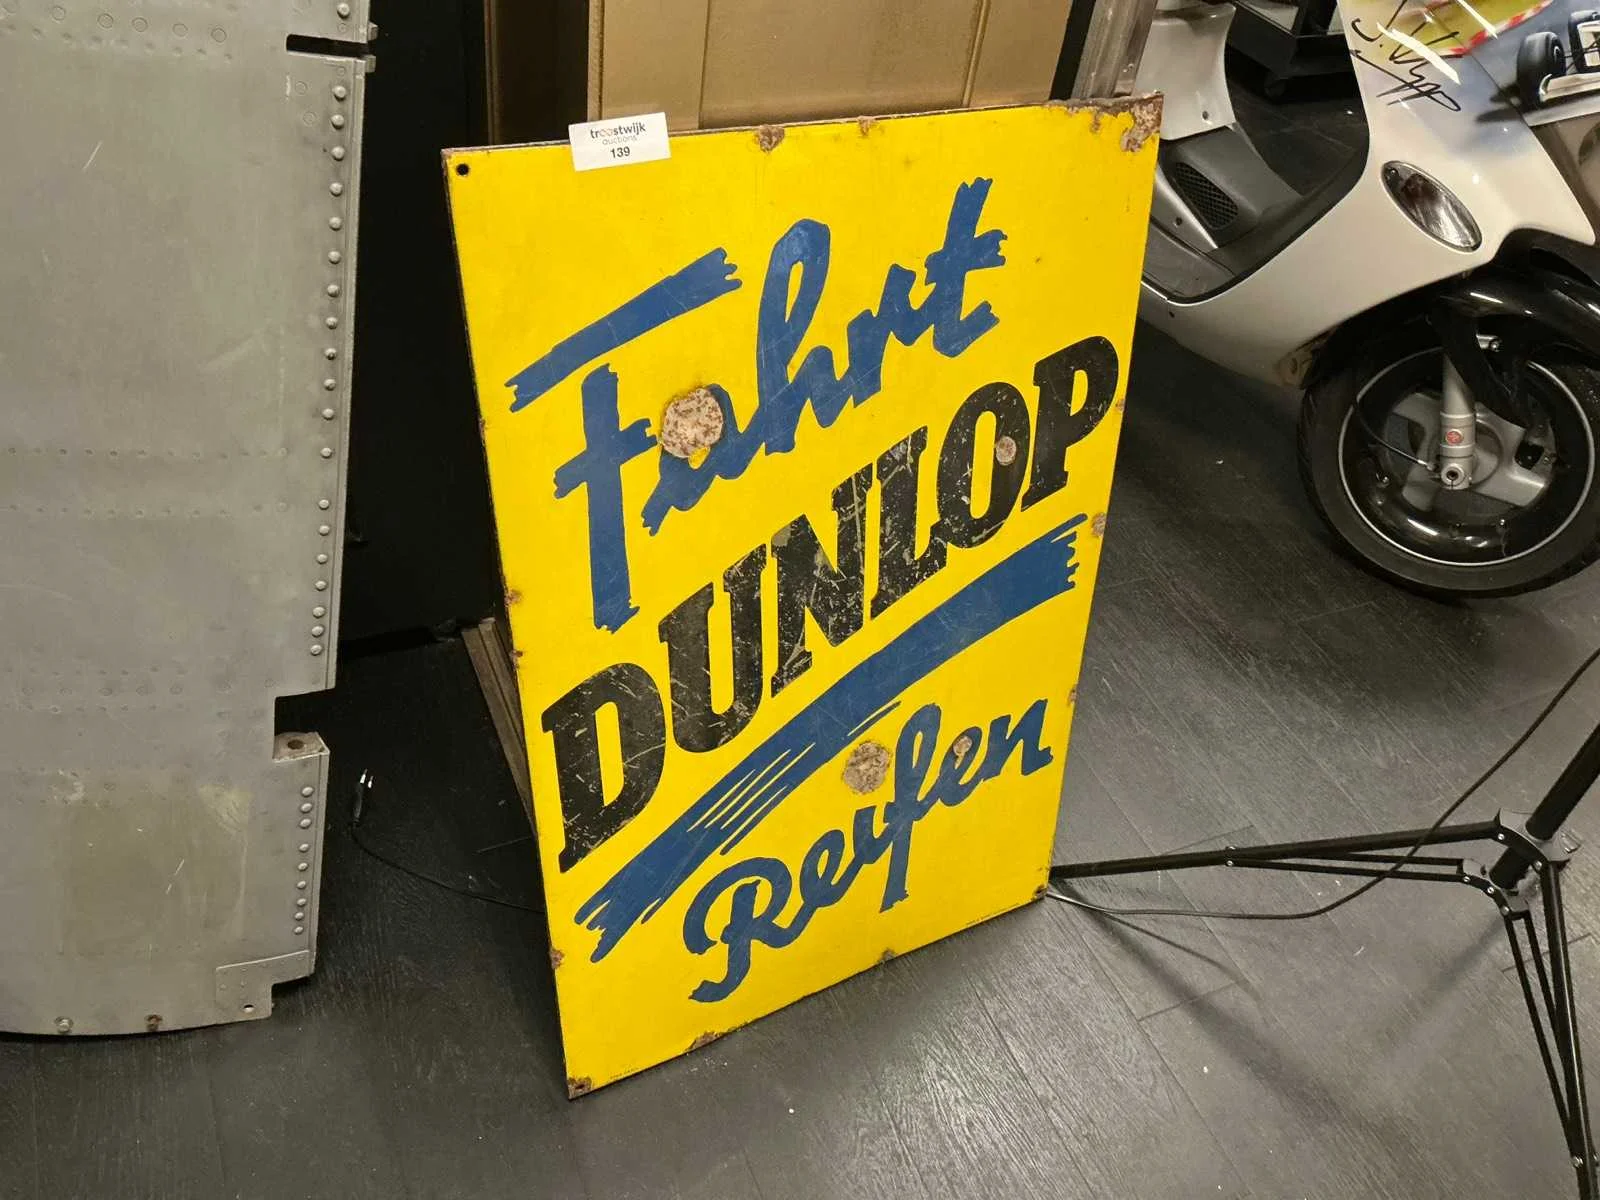 troostwijk
auctions
139
Fahrt
DUNLOP
Reifen